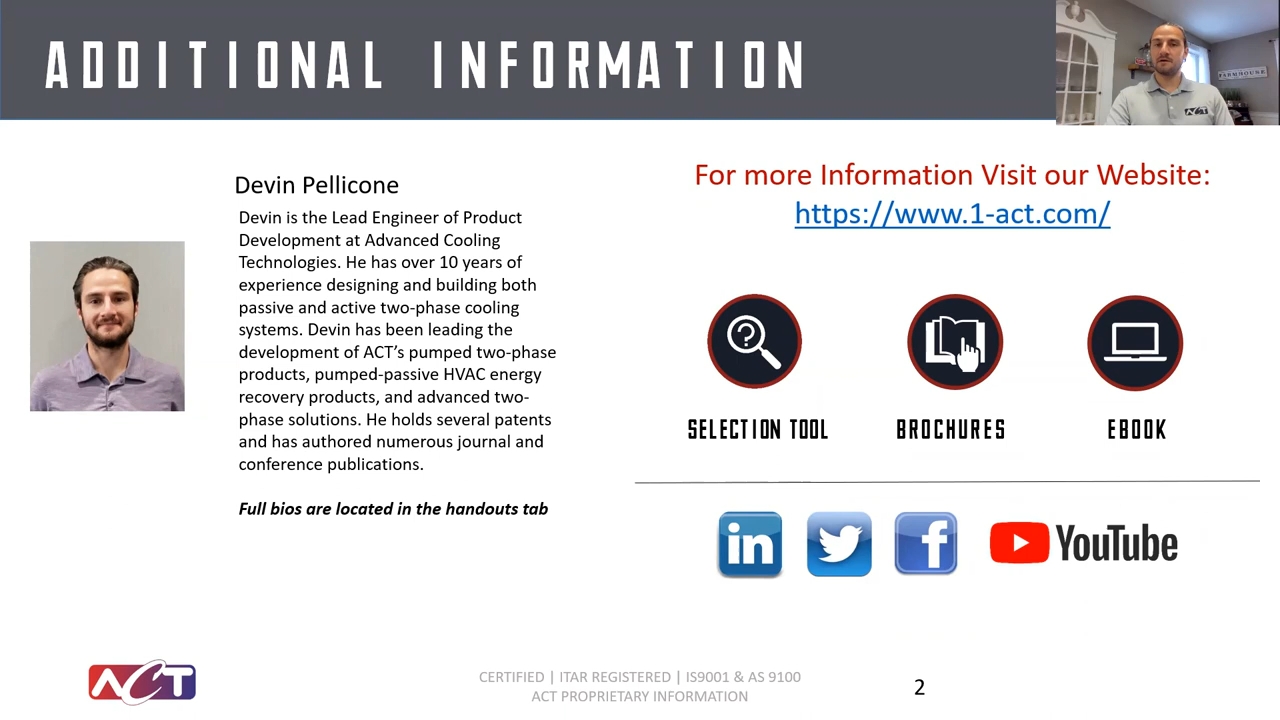 ADDITIONAL INFORMATION
FARMHOUSE
ACT
Devin Pellicone
Devin is the Lead Engineer of Product
Development at Advanced Cooling
Technologies. He has over 10 years of
experience designing and building both
passive and active two-phase cooling
systems. Devin has been leading the
development of ACT’s pumped two-phase
products, pumped-passive HVAC energy
recovery products, and advanced two-
phase solutions. He holds several patents
and has authored numerous journal and
conference publications.
Full bios are located in the handouts tab
For more Information Visit our Website:
https://www.1-act.com/
SELECTION TOOL
BROCHURES
EBOOK
in
f
YouTube
ACT
CERTIFIED | ITAR REGISTERED | IS9001 & AS 9100
ACT PROPRIETARY INFORMATION
2